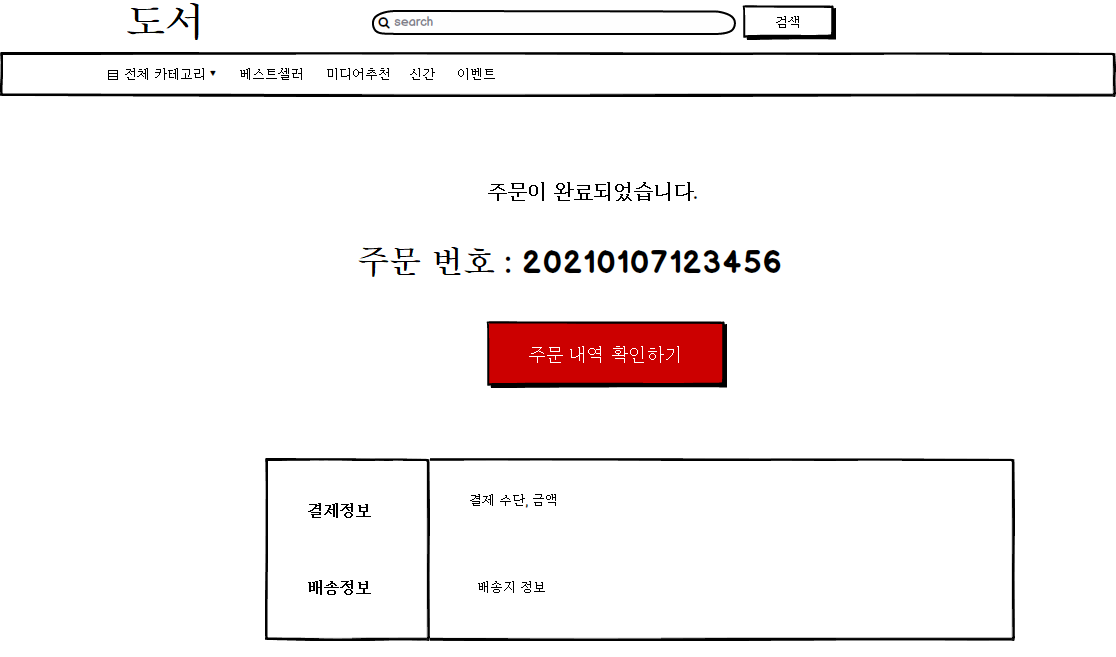 도서
search
검색
전체 카테고리 ▼ 베스트셀러 미디어추천 신간 이벤트
주문이 완료되었습니다.
주문 번호 : 20210107123456
주문 내역 확인하기
결제정보 결제 수단, 금액
배송정보 배송지 정보